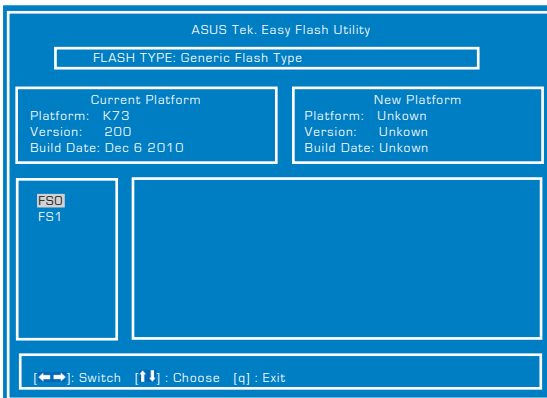 ASUS Tek. Easy Flash Utility
FLASH TYPE: Generic Flash Type
Current Platform
Platform: K73
Version: 200
Build Date: Dec 6 2010
New Platform
Platform: Unkown
Version: Unkown
Build Date: Unkown
FS0
FS1
[←→]: Switch [↑↓] : Choose [q] : Exit